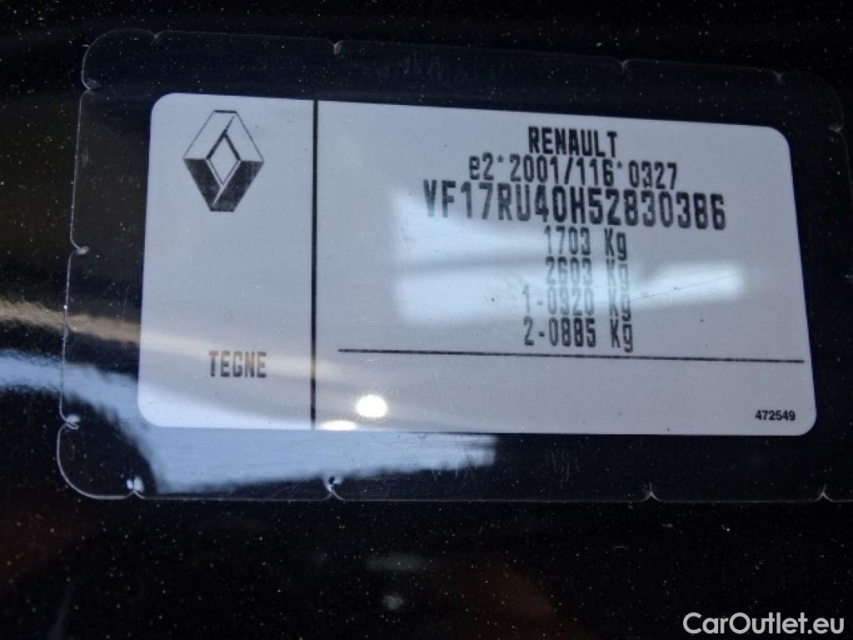 RENAULT
e2*2001/116*0327
VF17RU40H52830386
1703 Kg
2603 Kg
1-0920 Kg
2-0885 Kg
TEGNE
472549
CarOutlet.eu